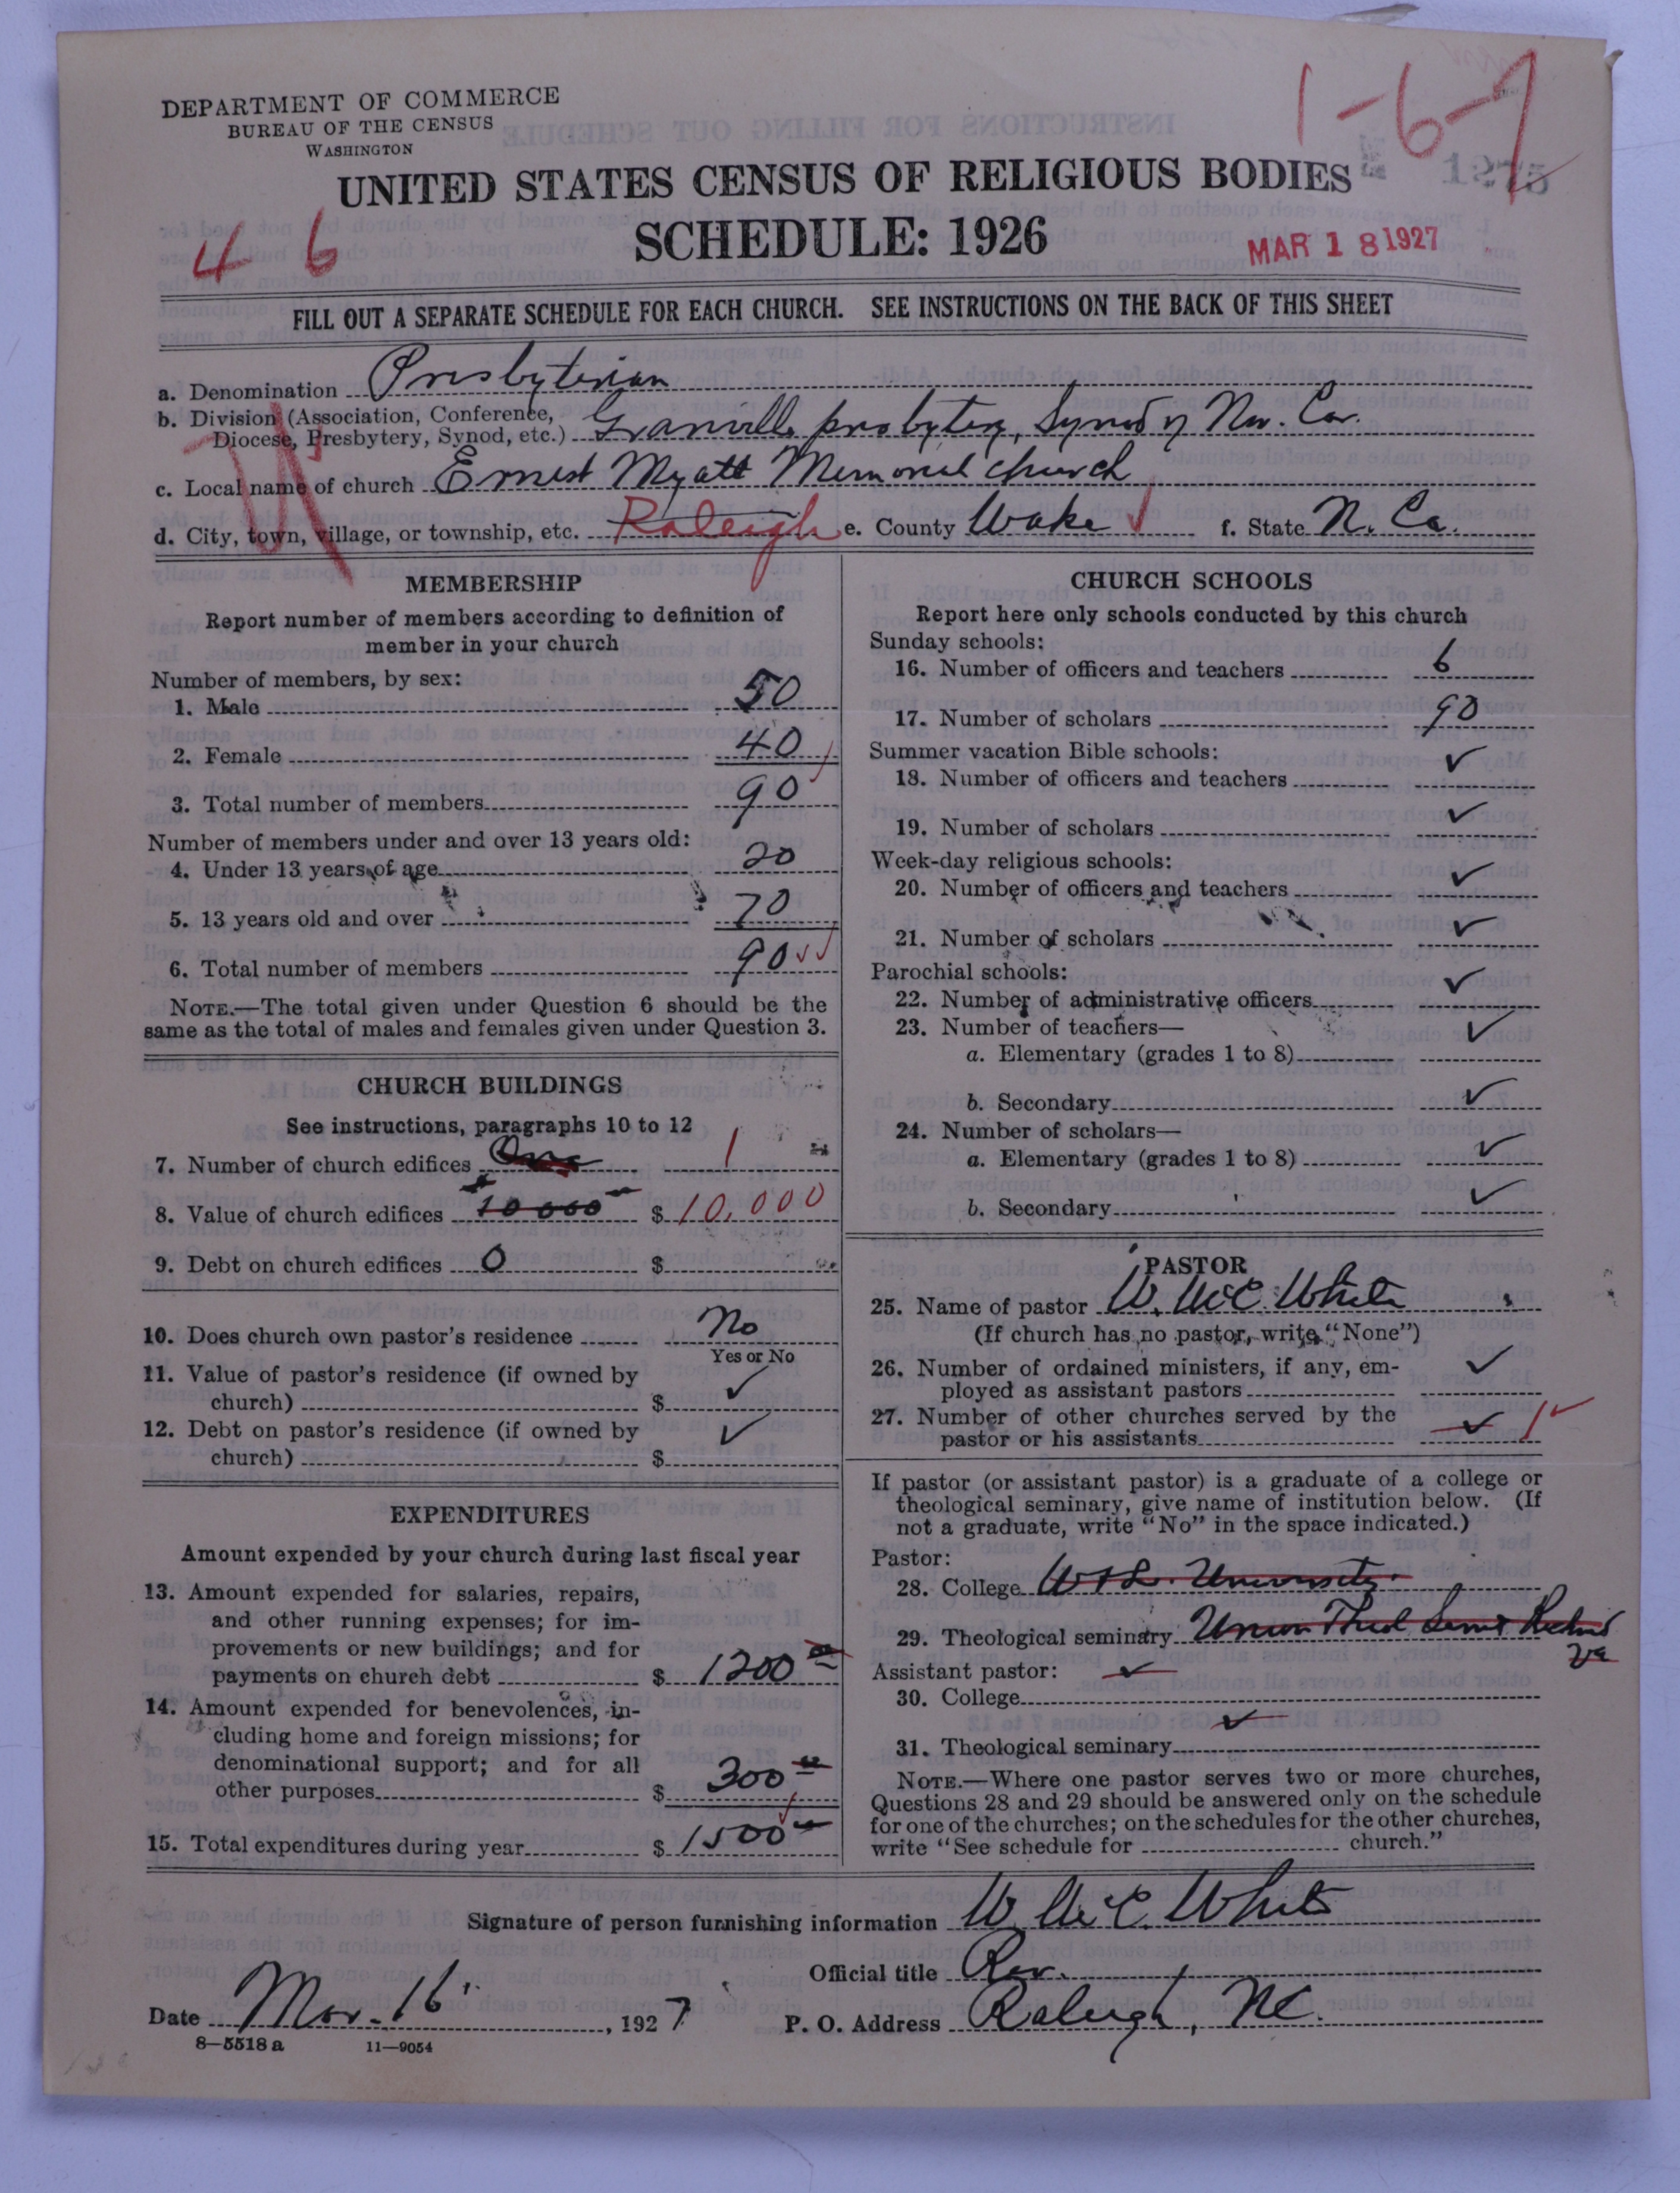 1-6-7
DEPARTMENT OF COMMERCE
BUREAU OF THE CENSUS
WASHINGTON
UNITED STATES CENSUS OF RELIGIOUS BODIES
SCHEDULE: 1926
4 6
MAR 18 1927
FILL OUT A SEPARATE SCHEDULE FOR EACH CHURCH. SEE INSTRUCTIONS ON THE BACK OF THIS SHEET
a. Denomination Presbyterian
b. Division (Association, Conference,
Diocese, Presbytery, Synod, etc.) Granville presbytery, Synod of No. Car.
c. Local name of church Ernest Myatt Memorial church
d. City, town, village, or township, etc. Raleigh e. County Wake ✓ f. State N. Ca.
MEMBERSHIP
Report number of members according to definition of
member in your church
Number of members, by sex:
1. Male 50
2. Female 40
3. Total number of members 90
Number of members under and over 13 years old:
4. Under 13 years of age 20
5. 13 years old and over 70
6. Total number of members 90 ✓✓
NOTE.—The total given under Question 6 should be the
same as the total of males and females given under Question 3.
CHURCH BUILDINGS
See instructions, paragraphs 10 to 12
7. Number of church edifices One 1
8. Value of church edifices 10 000 $ 10,000
9. Debt on church edifices 0 $
10. Does church own pastor's residence No
Yes or No
11. Value of pastor's residence (if owned by
church) $ ✓
12. Debt on pastor's residence (if owned by
church) $ ✓
EXPENDITURES
Amount expended by your church during last fiscal year
13. Amount expended for salaries, repairs,
and other running expenses; for im-
provements or new buildings; and for
payments on church debt $ 1200
14. Amount expended for benevolences, in-
cluding home and foreign missions; for
denominational support; and for all
other purposes $ 300
15. Total expenditures during year $ 1500
CHURCH SCHOOLS
Report here only schools conducted by this church
Sunday schools:
16. Number of officers and teachers 6
17. Number of scholars 90
Summer vacation Bible schools:
18. Number of officers and teachers ✓
19. Number of scholars ✓
Week-day religious schools:
20. Number of officers and teachers ✓
21. Number of scholars ✓
Parochial schools:
22. Number of administrative officers ✓
23. Number of teachers—
a. Elementary (grades 1 to 8) ✓
b. Secondary ✓
24. Number of scholars—
a. Elementary (grades 1 to 8) ✓
b. Secondary ✓
PASTOR
25. Name of pastor W. McC. White
(If church has no pastor, write "None")
26. Number of ordained ministers, if any, em-
ployed as assistant pastors ✓
27. Number of other churches served by the
pastor or his assistants ✓ 1 ✓
If pastor (or assistant pastor) is a graduate of a college or
theological seminary, give name of institution below. (If
not a graduate, write "No" in the space indicated.)
Pastor:
28. College W & L. University.
29. Theological seminary Union Theol Semy Richmd
Va
Assistant pastor: ✓
30. College
✓
31. Theological seminary
NOTE.—Where one pastor serves two or more churches,
Questions 28 and 29 should be answered only on the schedule
for one of the churches; on the schedules for the other churches,
write "See schedule for church."
Signature of person furnishing information W. McC. White
Official title Rev.
Date Mar. 16, 1927 P. O. Address Raleigh, NC.
8—5518 a 11—9054